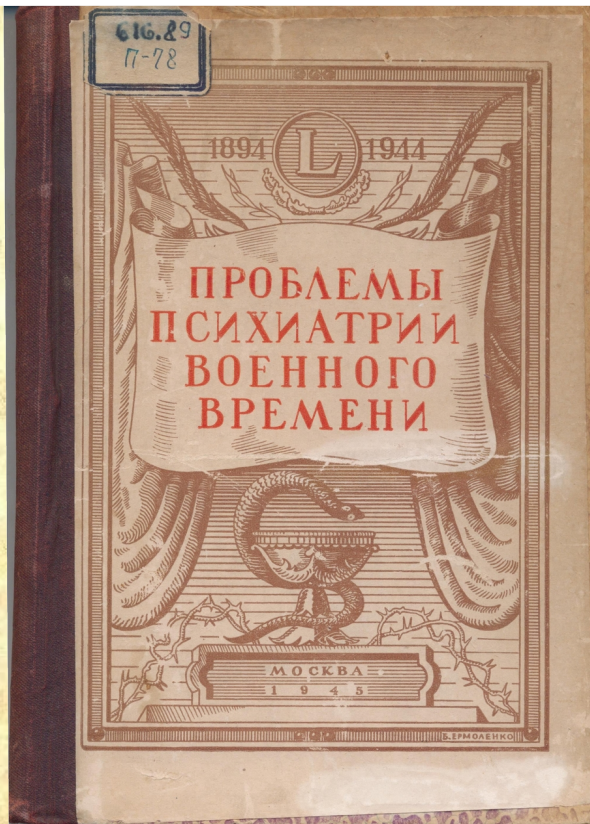 616.89
П-78
1894 L 1944
ПРОБЛЕМЫ
ПСИХИАТРИИ
ВОЕННОГО
ВРЕМЕНИ
МОСКВА
1945
Б. ЕРМОЛЕНКО